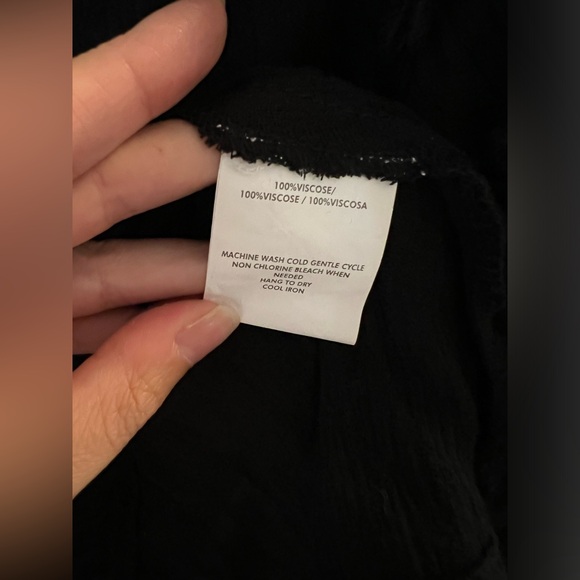 100%VISCOSE/
100%VISCOSE / 100%VISCOSA
MACHINE WASH COLD GENTLE CYCLE
NON CHLORINE BLEACH WHEN
NEEDED
HANG TO DRY
COOL IRON